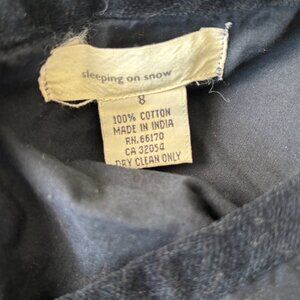 sleeping on snow
8
100% COTTON
MADE IN INDIA
RN.66170
CA 32054
DRY CLEAN ONLY